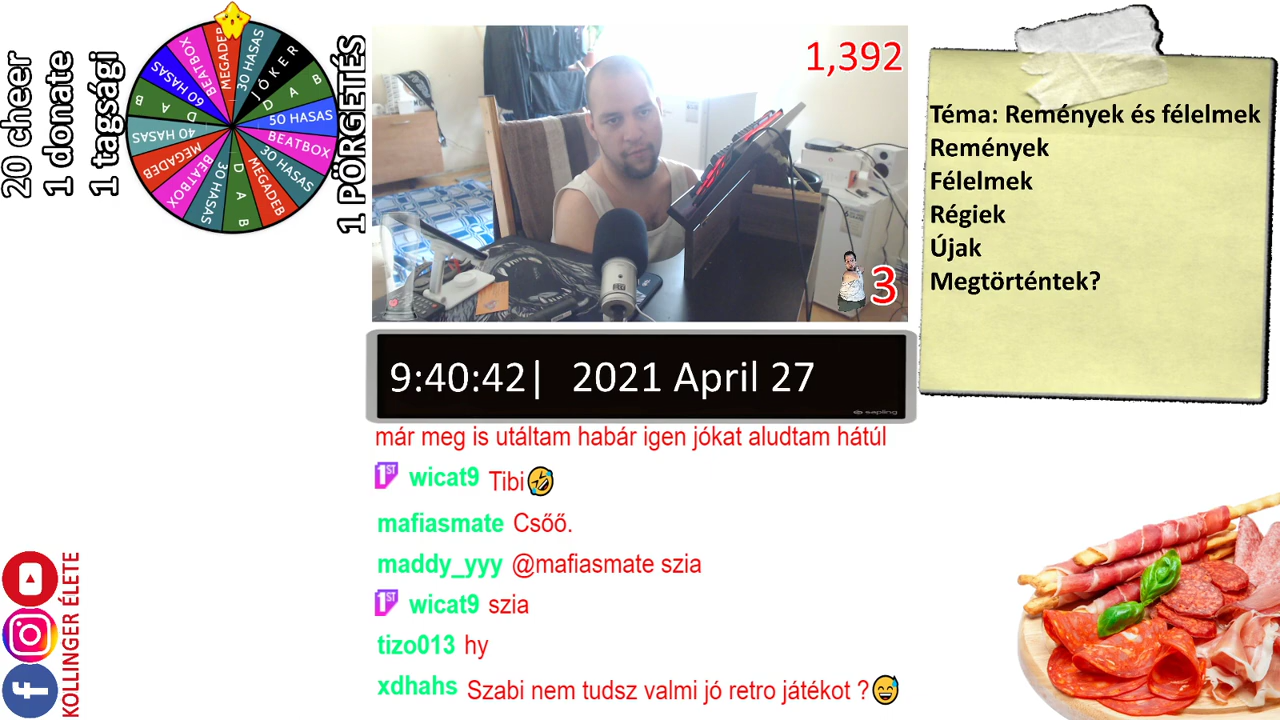 20 cheer
1 donate
1 tagsági
1 PÖRGETÉS
MEGADEB
30 HASAS
JÓKER
D A B
50 HASAS
BEATBOX
30 HASAS
MEGADEB
D A B
30 HASAS
BEATBOX
MEGADEB
40 HASAS
D A B
60 HASAS
BEATBOX
1,392
3
Téma: Remények és félelmek
Remények
Félelmek
Régiek
Újak
Megtörténtek?
9:40:42| 2021 April 27
sapling
már meg is utáltam habár igen jókat aludtam hátúl
1ST wicat9 Tibi🤣
mafiasmate Csőő.
maddy_yyy @mafiasmate szia
1ST wicat9 szia
tizo013 hy
xdhahs Szabi nem tudsz valmi jó retro játékot ?😅
KOLLINGER ÉLETE